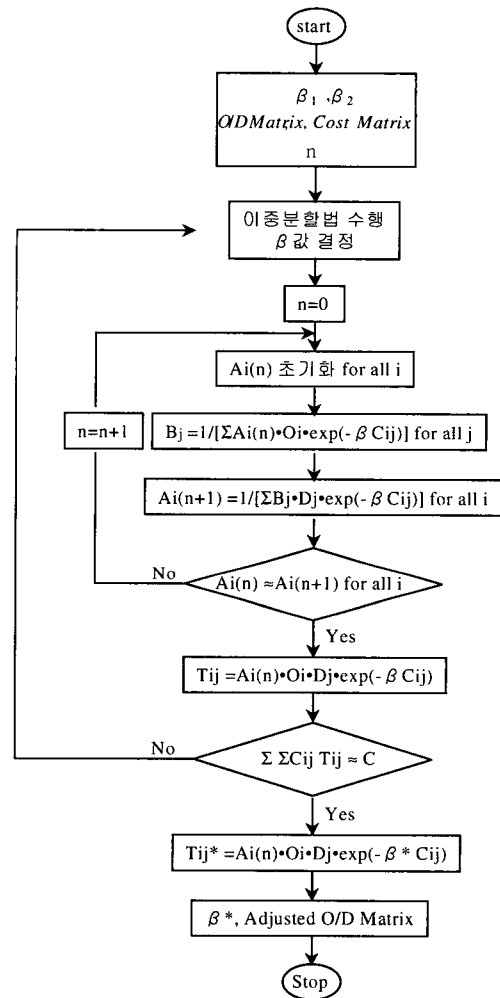 start
β₁ ,β₂
O/DMatrix, Cost Matrix
n
이중분할법 수행
β값 결정
n=0
Ai(n) 초기화 for all i
n=n+1
Bj =1/[ΣAi(n)•Oi•exp(-β Cij)] for all j
Ai(n+1) =1/[ΣBj•Dj•exp(-β Cij)] for all i
No
Ai(n) ≈Ai(n+1) for all i
Yes
Tij =Ai(n)•Oi•Dj•exp(-β Cij)
No
Σ ΣCij Tij ≈ C
Yes
Tij* =Ai(n)•Oi•Dj•exp(-β * Cij)
β*, Adjusted O/D Matrix
Stop